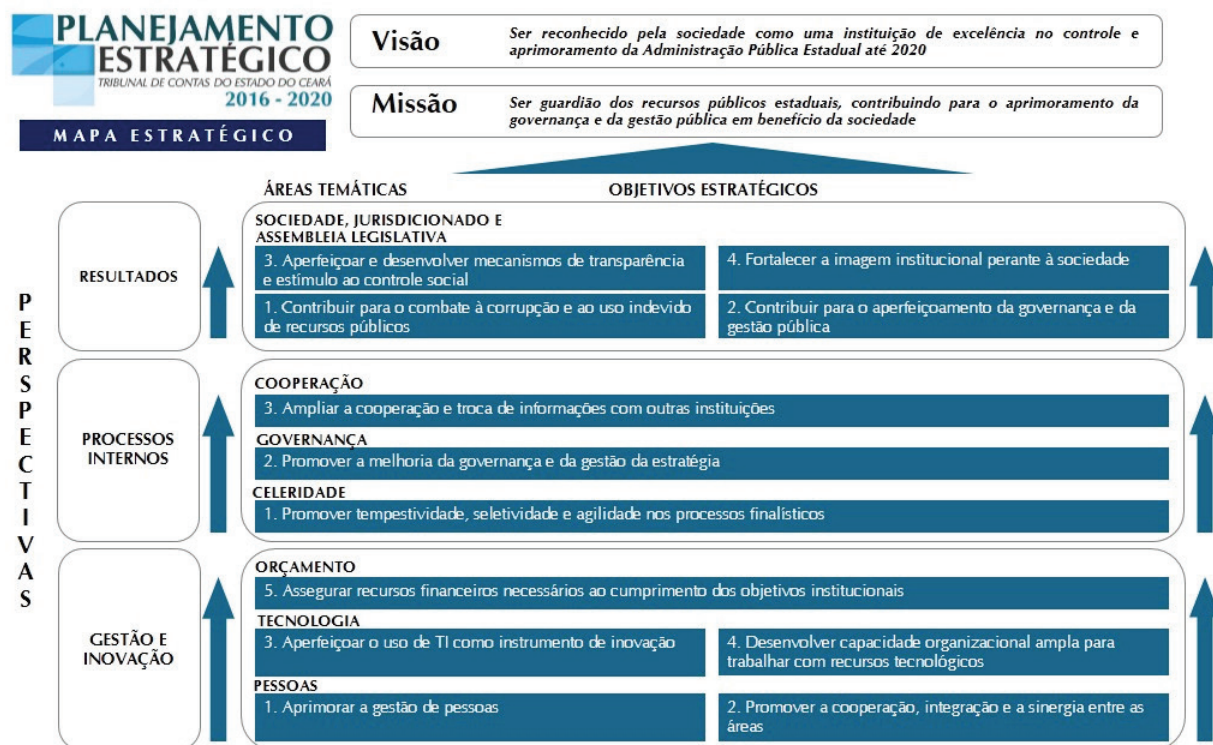 PLANEJAMENTO
ESTRATÉGICO
TRIBUNAL DE CONTAS DO ESTADO DO CEARÁ
2016 - 2020
MAPA ESTRATÉGICO
Visão
Ser reconhecido pela sociedade como uma instituição de excelência no controle e
aprimoramento da Administração Pública Estadual até 2020
Missão
Ser guardião dos recursos públicos estaduais, contribuindo para o aprimoramento da
governança e da gestão pública em benefício da sociedade
PERSPECTIVAS
ÁREAS TEMÁTICAS
OBJETIVOS ESTRATÉGICOS
RESULTADOS
SOCIEDADE, JURISDICIONADO E
ASSEMBLEIA LEGISLATIVA
3. Aperfeiçoar e desenvolver mecanismos de transparência
e estímulo ao controle social
4. Fortalecer a imagem institucional perante à sociedade
1. Contribuir para o combate à corrupção e ao uso indevido
de recursos públicos
2. Contribuir para o aperfeiçoamento da governança e da
gestão pública
PROCESSOS
INTERNOS
COOPERAÇÃO
3. Ampliar a cooperação e troca de informações com outras instituições
GOVERNANÇA
2. Promover a melhoria da governança e da gestão da estratégia
CELERIDADE
1. Promover tempestividade, seletividade e agilidade nos processos finalísticos
GESTÃO E
INOVAÇÃO
ORÇAMENTO
5. Assegurar recursos financeiros necessários ao cumprimento dos objetivos institucionais
TECNOLOGIA
3. Aperfeiçoar o uso de TI como instrumento de inovação
4. Desenvolver capacidade organizacional ampla para
trabalhar com recursos tecnológicos
PESSOAS
1. Aprimorar a gestão de pessoas
2. Promover a cooperação, integração e a sinergia entre as
áreas